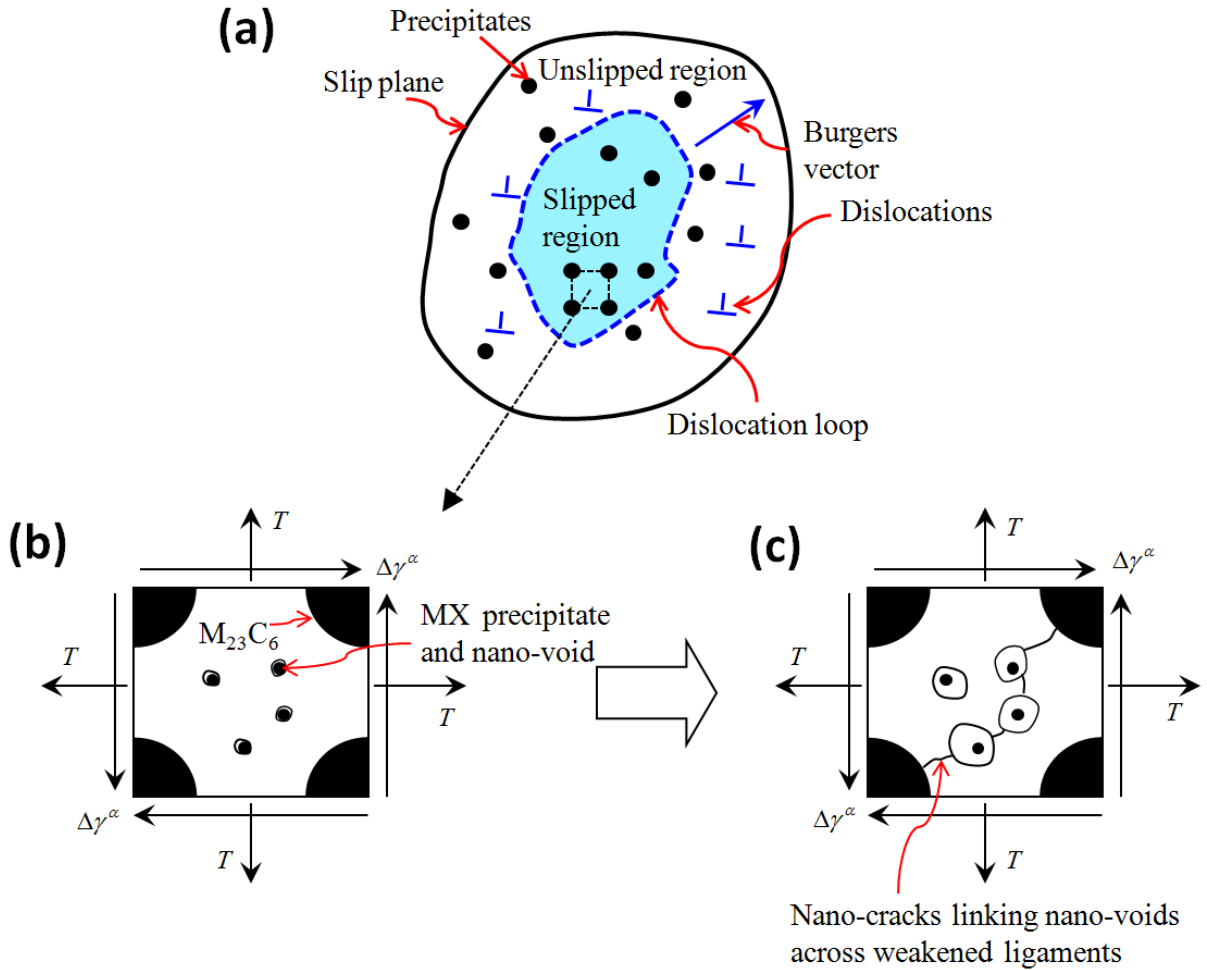 (a)
Precipitates
Unslipped region
Slip plane
Burgers
vector
Slipped
region
Dislocations
Dislocation loop
(b)
T
Δγ^α
M₂₃C₆
MX precipitate
and nano-void
T
T
Δγ^α
T
(c)
T
Δγ^α
T
T
Δγ^α
T
Nano-cracks linking nano-voids
across weakened ligaments